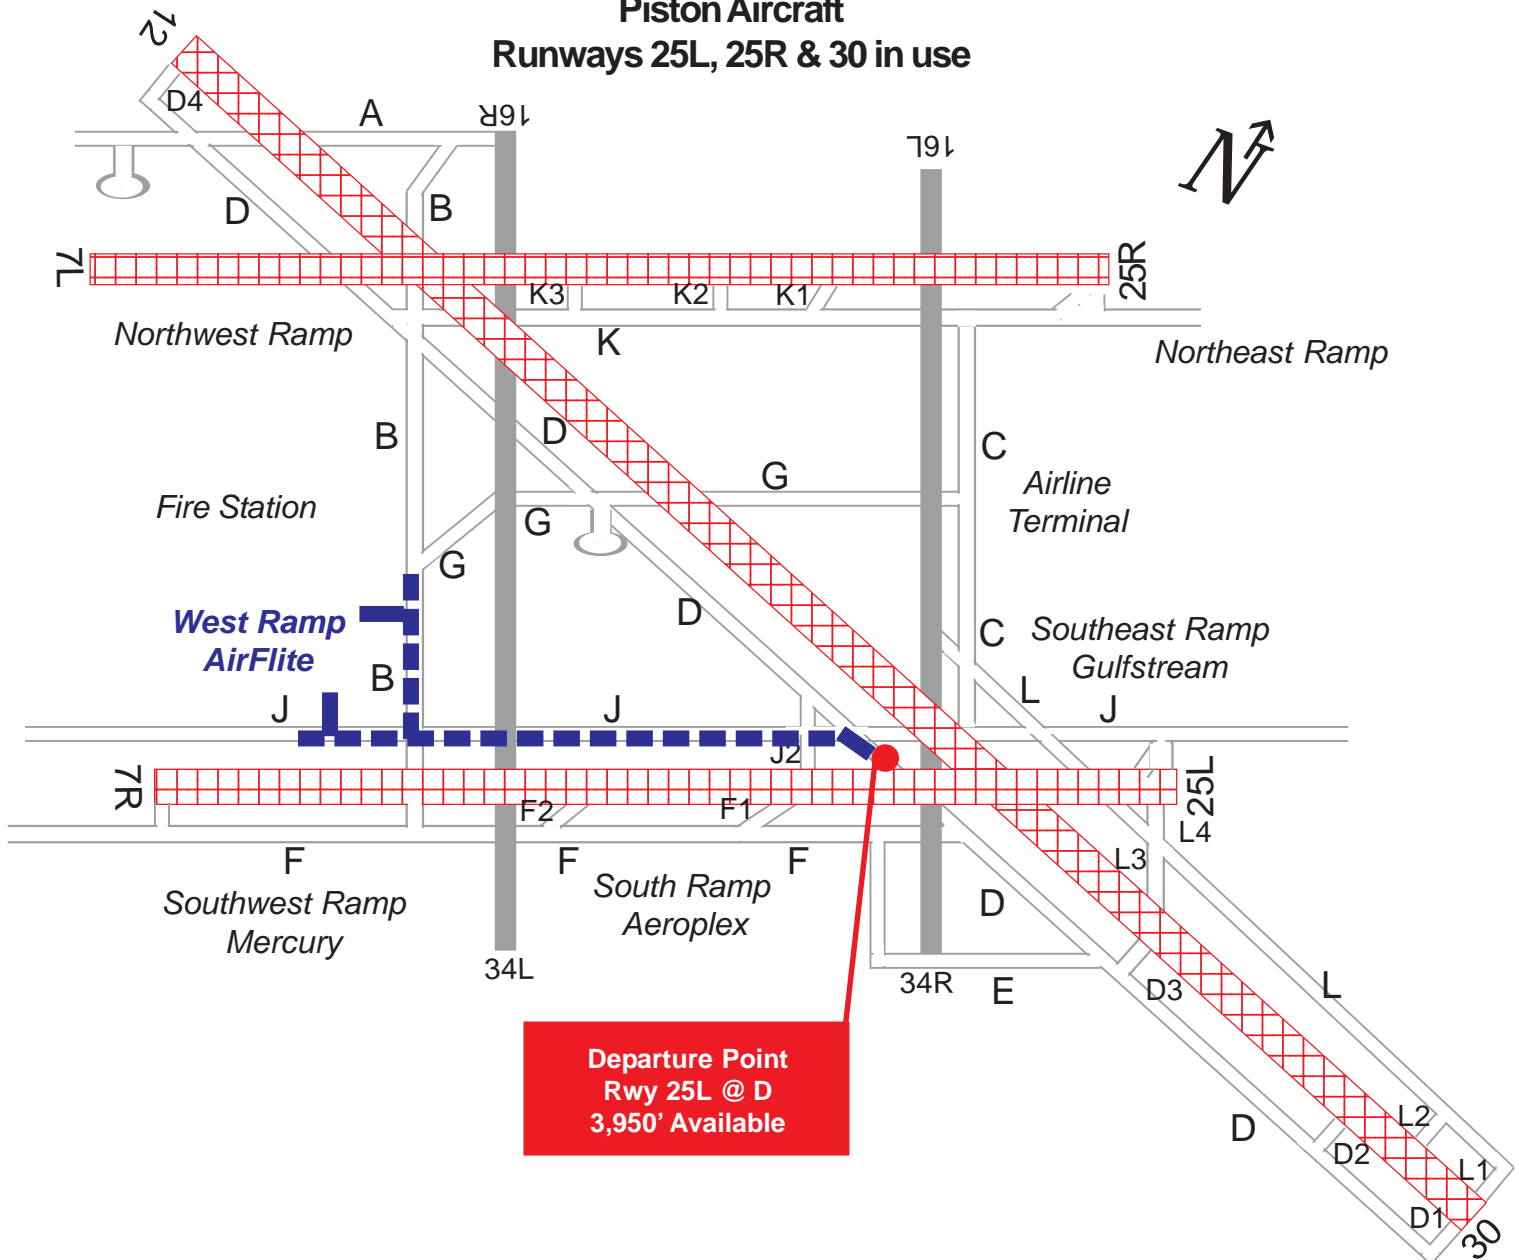 Piston Aircraft
Runways 25L, 25R & 30 in use
12
D4
A
16R
16L
N
D
B
7L
25R
K3
K2
K1
Northwest Ramp
K
Northeast Ramp
B
D
C
G
Airline
Terminal
Fire Station
G
G
West Ramp
AirFlite
D
C
Southeast Ramp
Gulfstream
B
L
J
J
J
J2
7R
25L
F2
F1
L4
F
F
F
L3
Southwest Ramp
Mercury
South Ramp
Aeroplex
D
34L
34R
E
D3
L
Departure Point
Rwy 25L @ D
3,950’ Available
D
L2
D2
L1
D1
30